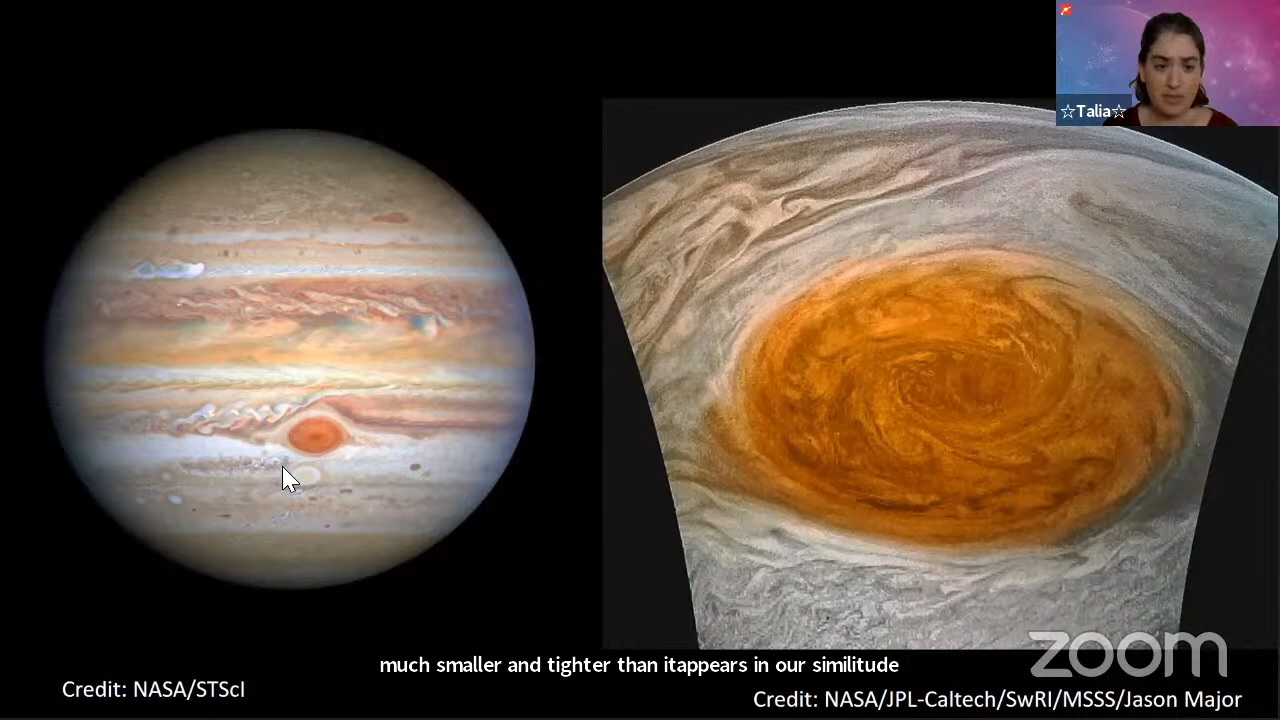 ☆Talia☆
zoom
much smaller and tighter than itappears in our similitude
Credit: NASA/STScI
Credit: NASA/JPL-Caltech/SwRI/MSSS/Jason Major